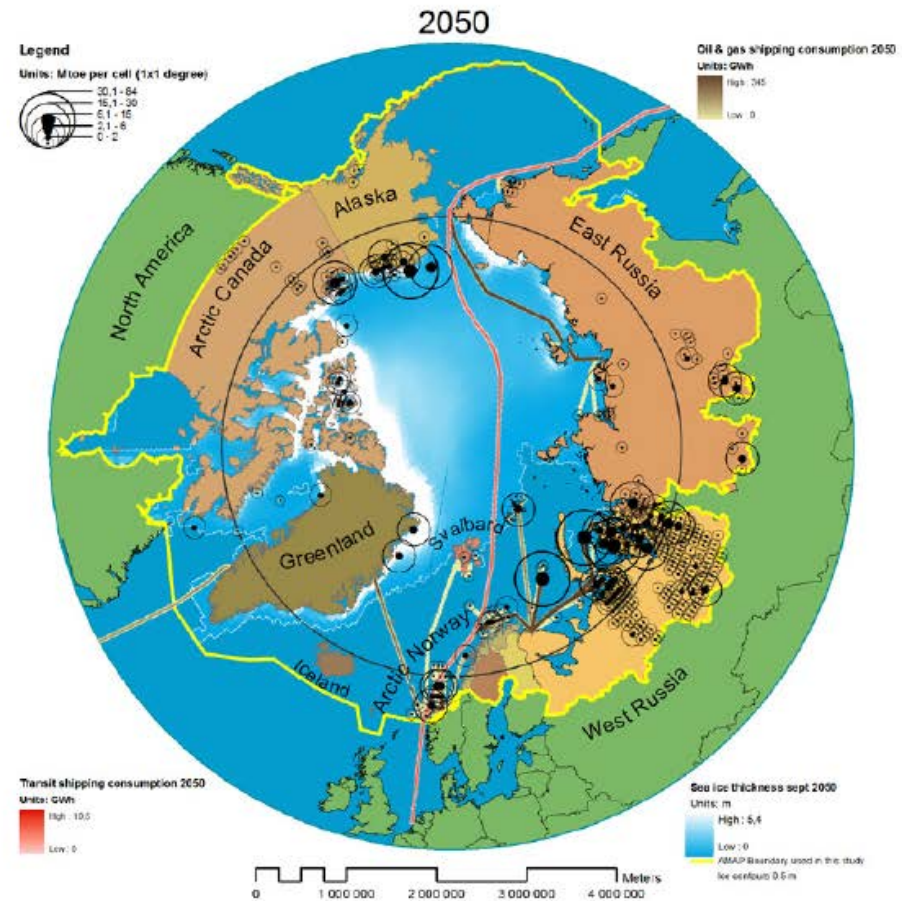 2050
Legend
Units: Mtoe per cell (1x1 degree)
30,1 - 84
15,1 - 30
6,1 - 15
2,1 - 6
0 - 2
Oil & gas shipping consumption 2050
Units: GWh
High : 345
Low : 0
Alaska
East Russia
North America
Arctic Canada
Greenland
Svalbard
Arctic Norway
Iceland
West Russia
Transit shipping consumption 2050
Units: GWh
High : 10,5
Low : 0
Sea ice thickness sept 2050
Units: m
High : 5,4
Low : 0
AMAP Boundary used in this study
Ice contours 0.5 m
Meters
0 1 000 000 2 000 000 3 000 000 4 000 000